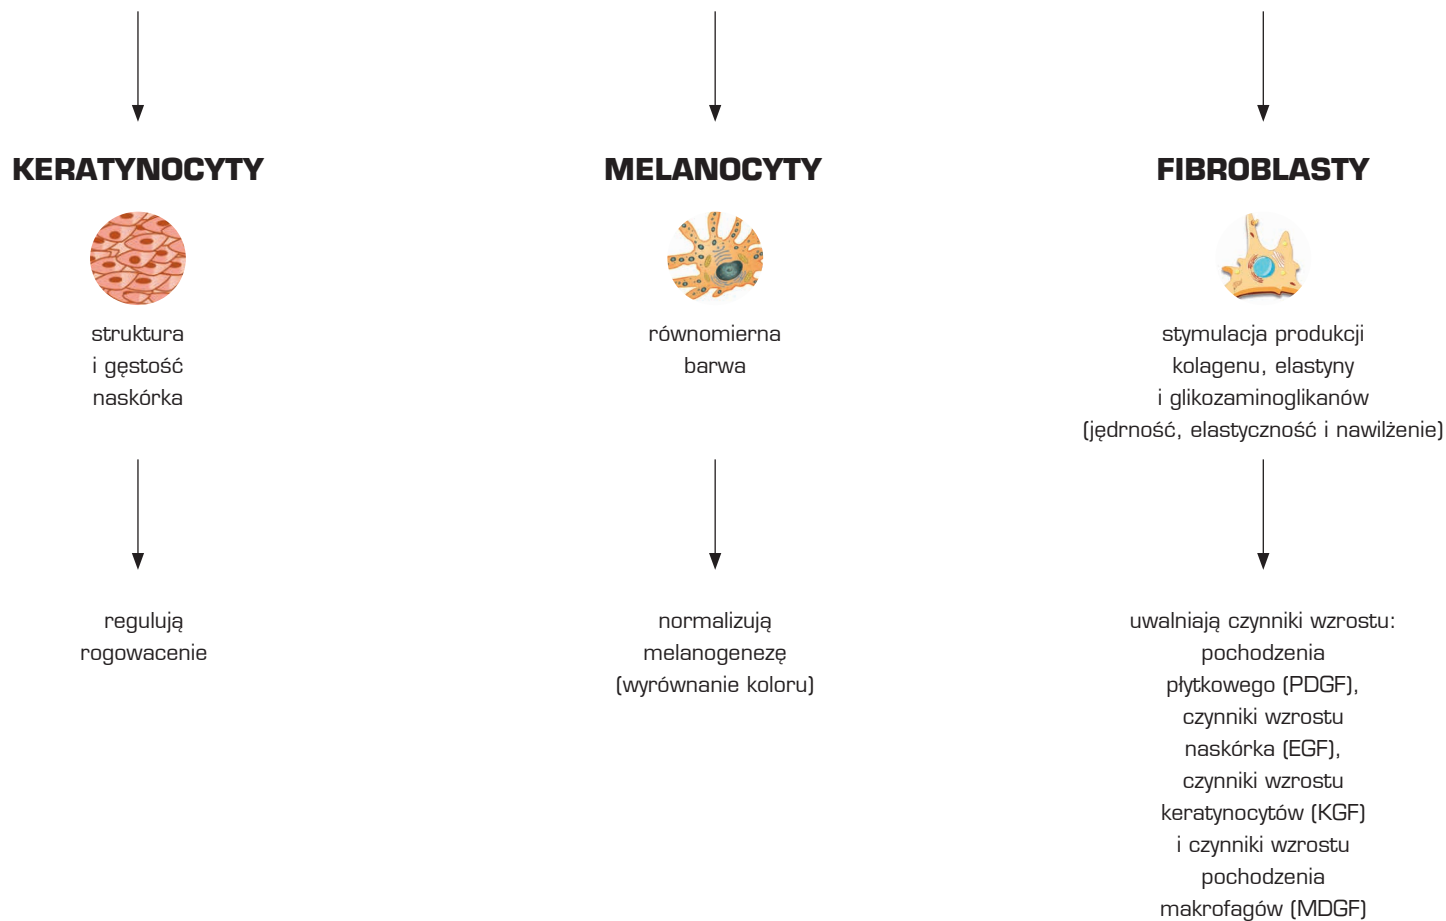 KERATYNOCYTY
struktura
i gęstość
naskórka
regulują
rogowacenie
MELANOCYTY
równomierna
barwa
normalizują
melanogenezę
(wyrównanie koloru)
FIBROBLASTY
stymulacja produkcji
kolagenu, elastyny
i glikozaminoglikanów
(jędrność, elastyczność i nawilżenie)
uwalniają czynniki wzrostu:
pochodzenia
płytkowego (PDGF),
czynniki wzrostu
naskórka (EGF),
czynniki wzrostu
keratynocytów (KGF)
i czynniki wzrostu
pochodzenia
makrofagów (MDGF)